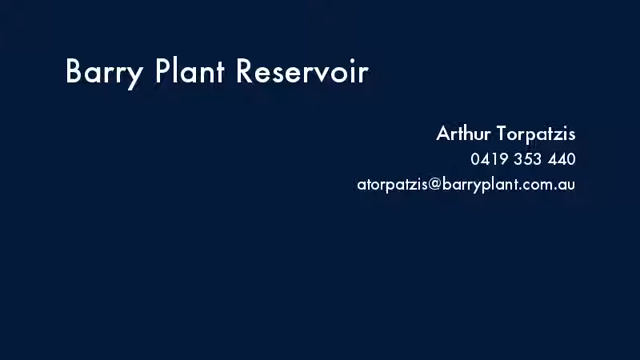 Barry Plant Reservoir
Arthur Torpatzis
0419 353 440
atorpatzis@barryplant.com.au